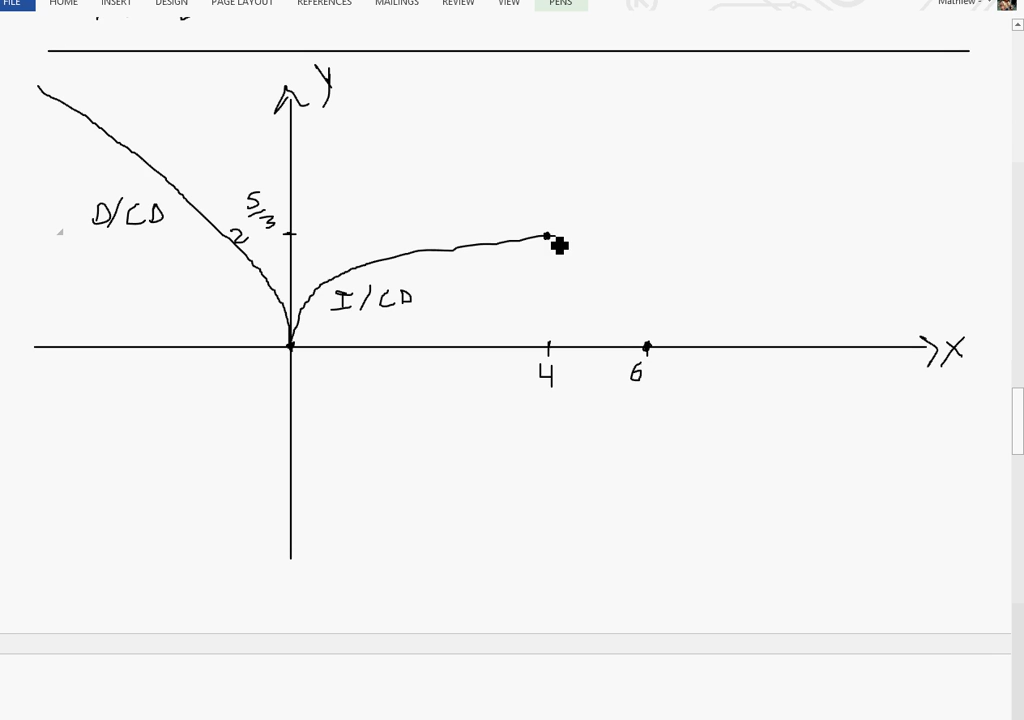 FILE HOME INSERT DESIGN PAGE LAYOUT REFERENCES MAILINGS REVIEW VIEW PENS
y
D/CD
2 5/3
I/CD
x
4
6